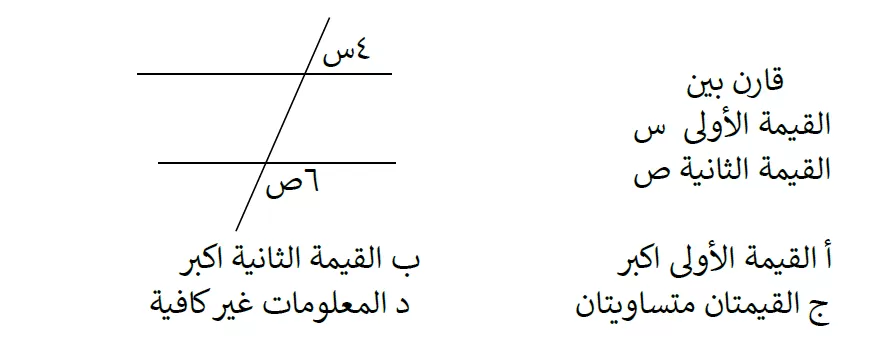 ٤س
قارن بين
القيمة الأولى س
القيمة الثانية ص
٦ص
أ القيمة الأولى اكبر
ب القيمة الثانية اكبر
ج القيمتان متساويتان
د المعلومات غير كافية